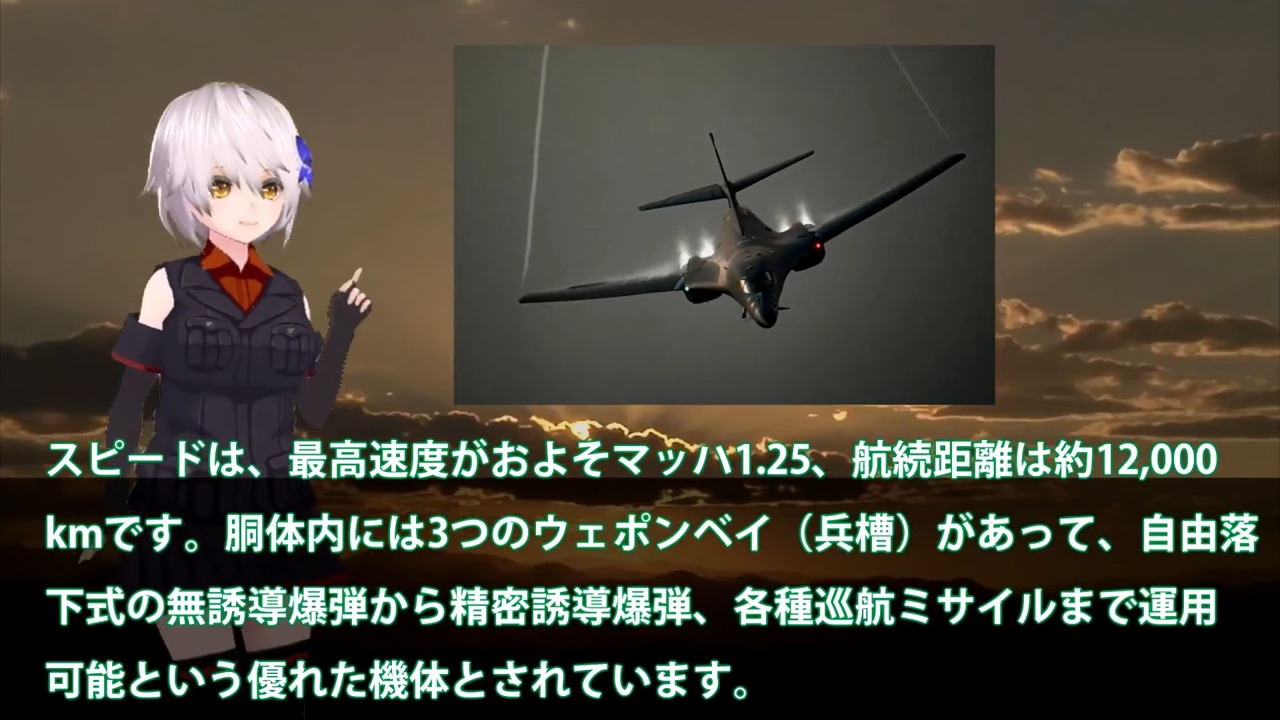 スピードは、最高速度がおよそマッハ1.25、航続距離は約12,000
kmです。胴体内には3つのウェポンベイ（兵槽）があって、自由落
下式の無誘導爆弾から精密誘導爆弾、各種巡航ミサイルまで運用
可能という優れた機体とされています。